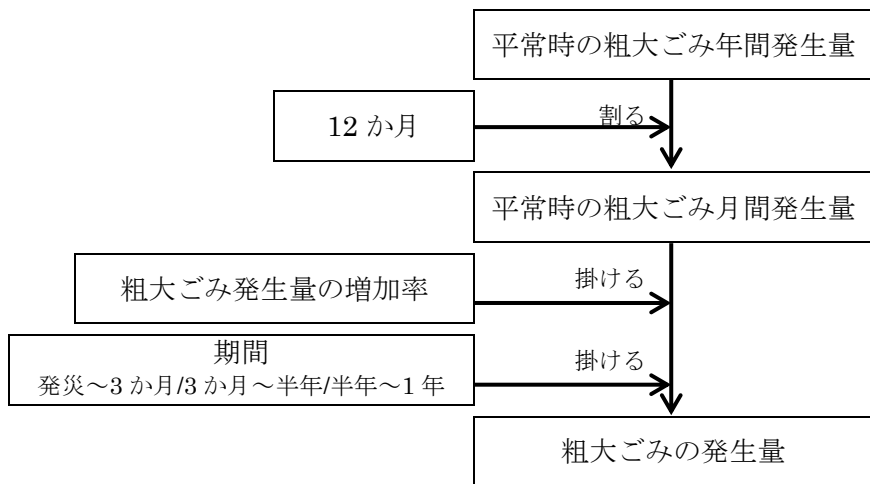 平常時の粗大ごみ年間発生量
12 か月
割る
平常時の粗大ごみ月間発生量
粗大ごみ発生量の増加率
掛ける
期間
発災～3 か月/3 か月～半年/半年～1 年
掛ける
粗大ごみの発生量